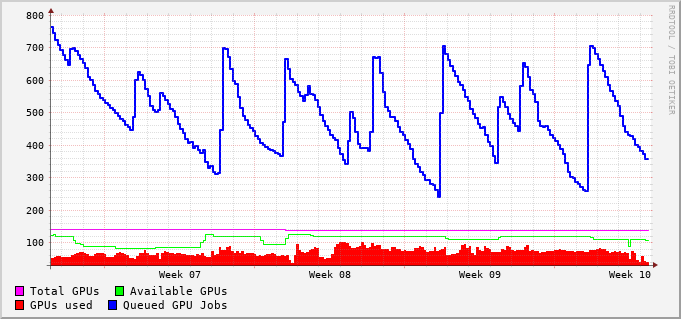 800
700
600
500
400
300
200
100
Week 07 Week 08 Week 09 Week 10
Total GPUs Available GPUs
GPUs used Queued GPU Jobs
RRDTOOL / TOBI OETIKER